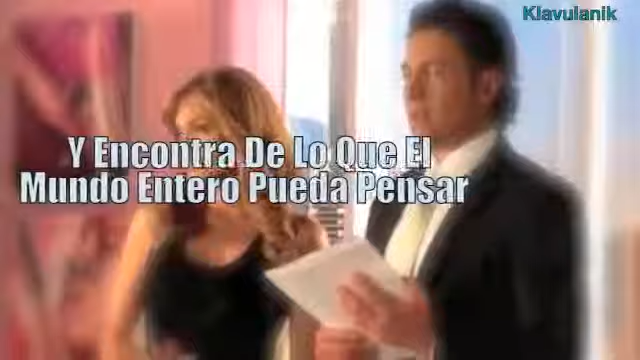 Klavulanik
Y Encontra De Lo Que El
Mundo Entero Pueda Pensar